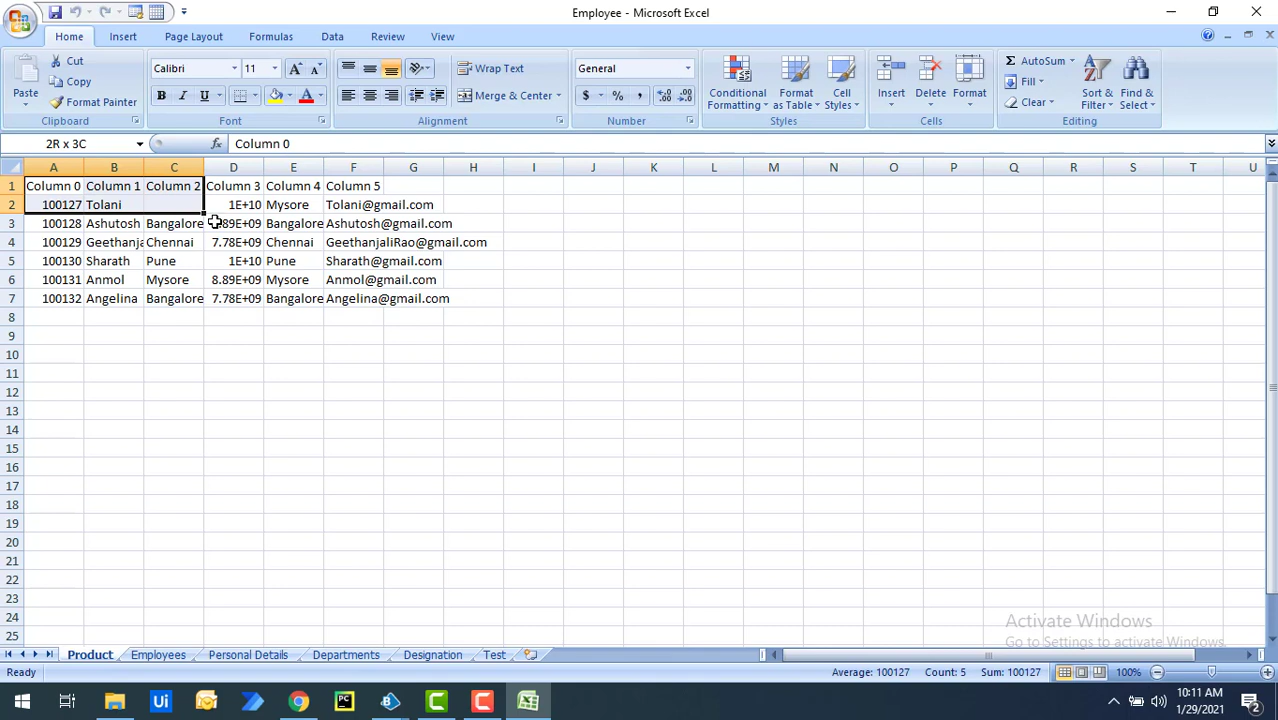 Employee - Microsoft Excel
Home Insert Page Layout Formulas Data Review View
Paste
Cut
Copy
Format Painter
Clipboard
Calibri 11
B I U
Font
Wrap Text
Merge & Center
Alignment
General
$ % ,
Number
Conditional Formatting
Format as Table
Cell Styles
Styles
Insert Delete Format
Cells
Σ AutoSum
Fill
Clear
Sort & Filter
Find & Select
Editing
2R x 3C fx Column 0
A B C D E F G H I J K L M N O P Q R S T U
1 Column 0 Column 1 Column 2 Column 3 Column 4 Column 5
2 100127 Tolani 1E+10 Mysore Tolani@gmail.com
3 100128 Ashutosh Bangalore 89E+09 Bangalore Ashutosh@gmail.com
4 100129 Geethanja Chennai 7.78E+09 Chennai GeethanjaliRao@gmail.com
5 100130 Sharath Pune 1E+10 Pune Sharath@gmail.com
6 100131 Anmol Mysore 8.89E+09 Mysore Anmol@gmail.com
7 100132 Angelina Bangalore 7.78E+09 Bangalore Angelina@gmail.com
8
9
10
11
12
13
14
15
16
17
18
19
20
21
22
23
24
25
Activate Windows
Go to Settings to activate Windows.
Product Employees Personal Details Departments Designation Test
Ready Average: 100127 Count: 5 Sum: 100127 100%
Ui PC
10:11 AM
1/29/2021
2